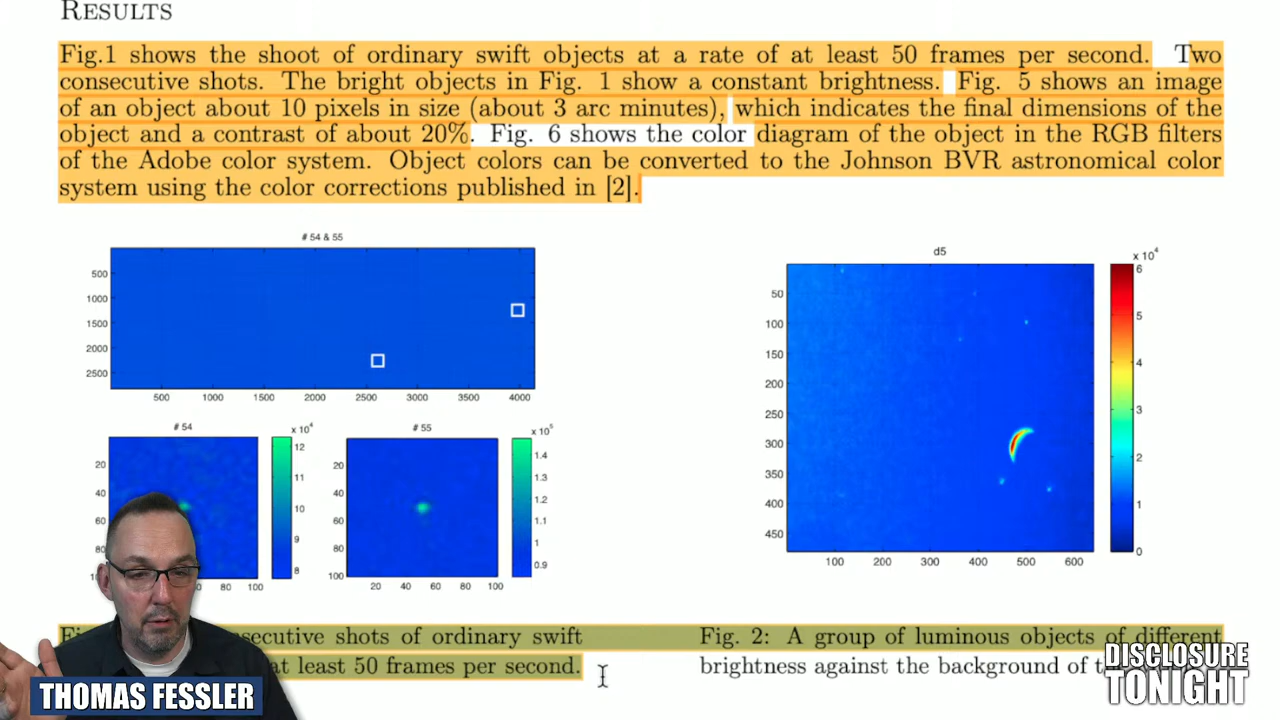 RESULTS
Fig.1 shows the shoot of ordinary swift objects at a rate of at least 50 frames per second. Two
consecutive shots. The bright objects in Fig. 1 show a constant brightness. Fig. 5 shows an image
of an object about 10 pixels in size (about 3 arc minutes), which indicates the final dimensions of the
object and a contrast of about 20%. Fig. 6 shows the color diagram of the object in the RGB filters
of the Adobe color system. Object colors can be converted to the Johnson BVR astronomical color
system using the color corrections published in [2].
# 54 & 55
500
1000
1500
2000
2500
500 1000 1500 2000 2500 3000 3500 4000
# 54
20
40
60
80
80 100
x 10^4
12
11
10
9
8
# 55
20
40
60
80
100
20 40 60 80 100
x 10^5
1.4
1.3
1.2
1.1
1
0.9
d5
50
100
150
200
250
300
350
400
450
100 200 300 400 500 600
x 10^4
6
5
4
3
2
1
0
consecutive shots of ordinary swift
at least 50 frames per second.
Fig. 2: A group of luminous objects of different
brightness against the background of
THOMAS FESSLER
DISCLOSURE
TONIGHT